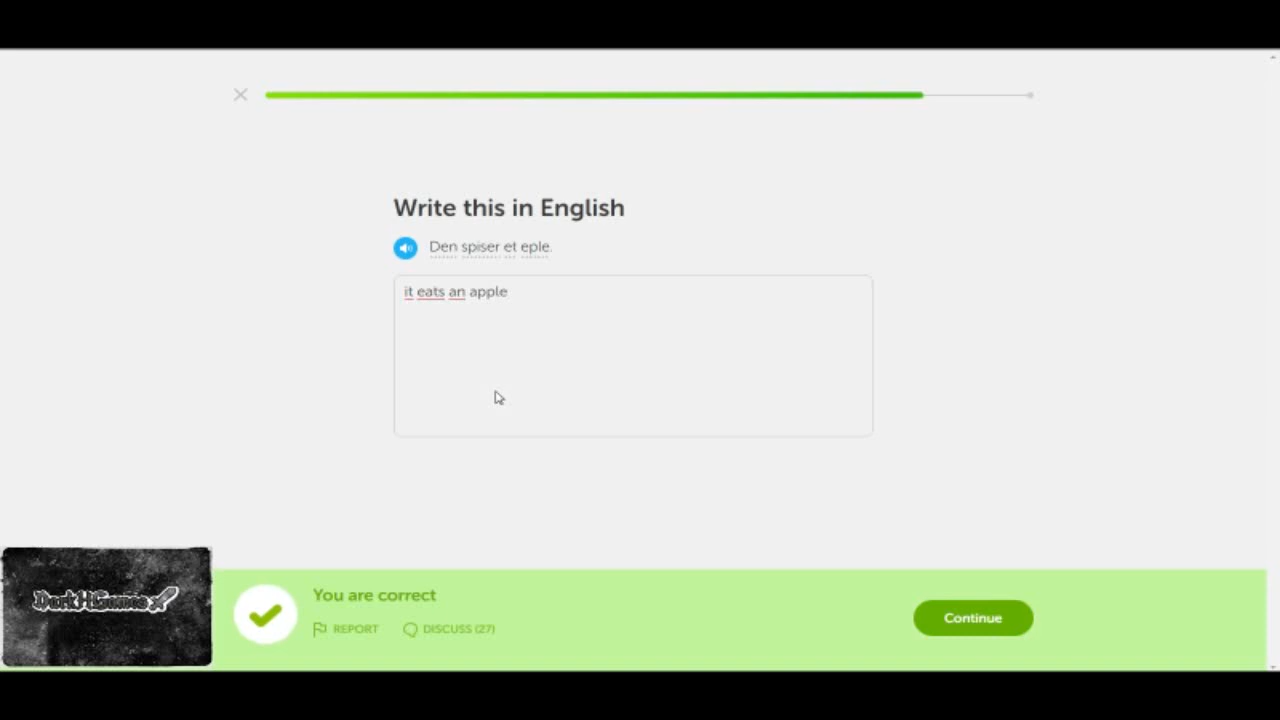 Write this in English
Den spiser et eple.
it eats an apple
DarkHGames
You are correct
REPORT
DISCUSS (27)
Continue